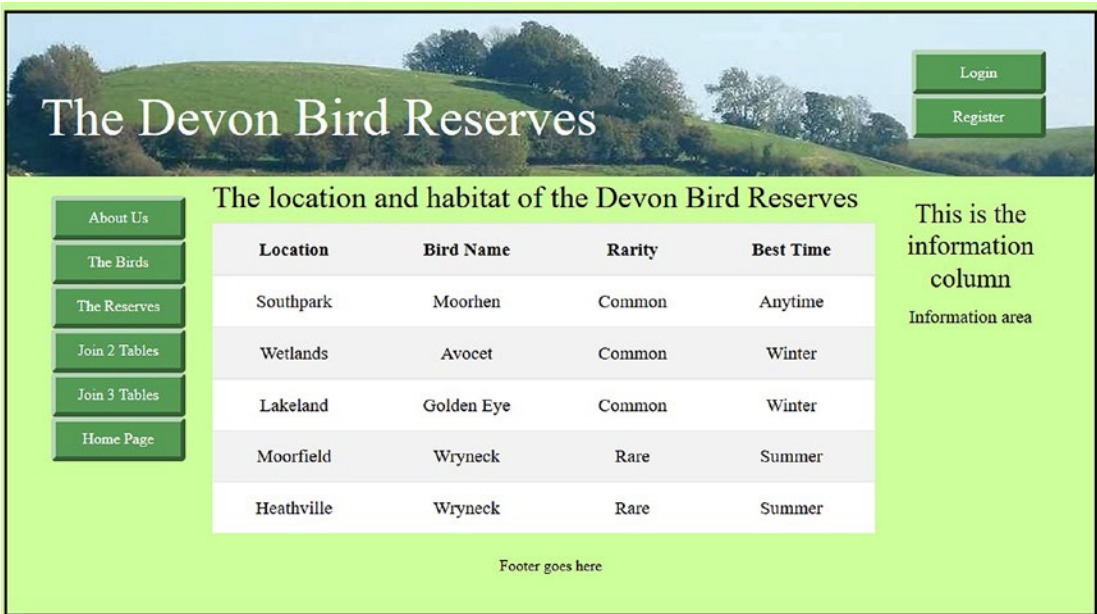 The Devon Bird Reserves
Login
Register
About Us
The Birds
The Reserves
Join 2 Tables
Join 3 Tables
Home Page
The location and habitat of the Devon Bird Reserves
Location Bird Name Rarity Best Time
Southpark Moorhen Common Anytime
Wetlands Avocet Common Winter
Lakeland Golden Eye Common Winter
Moorfield Wryneck Rare Summer
Heathville Wryneck Rare Summer
This is the
information
column
Information area
Footer goes here